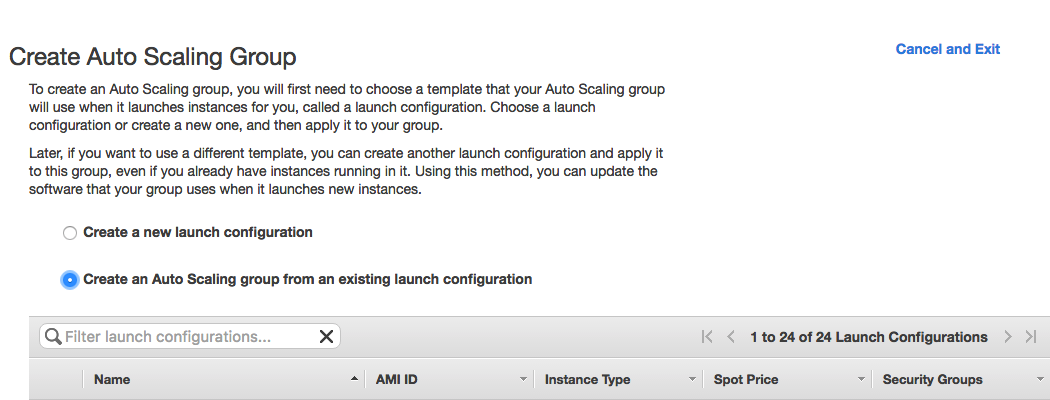 Create Auto Scaling Group
Cancel and Exit
To create an Auto Scaling group, you will first need to choose a template that your Auto Scaling group
will use when it launches instances for you, called a launch configuration. Choose a launch
configuration or create a new one, and then apply it to your group.
Later, if you want to use a different template, you can create another launch configuration and apply it
to this group, even if you already have instances running in it. Using this method, you can update the
software that your group uses when it launches new instances.
Create a new launch configuration
Create an Auto Scaling group from an existing launch configuration
Filter launch configurations...
1 to 24 of 24 Launch Configurations
Name AMI ID Instance Type Spot Price Security Groups